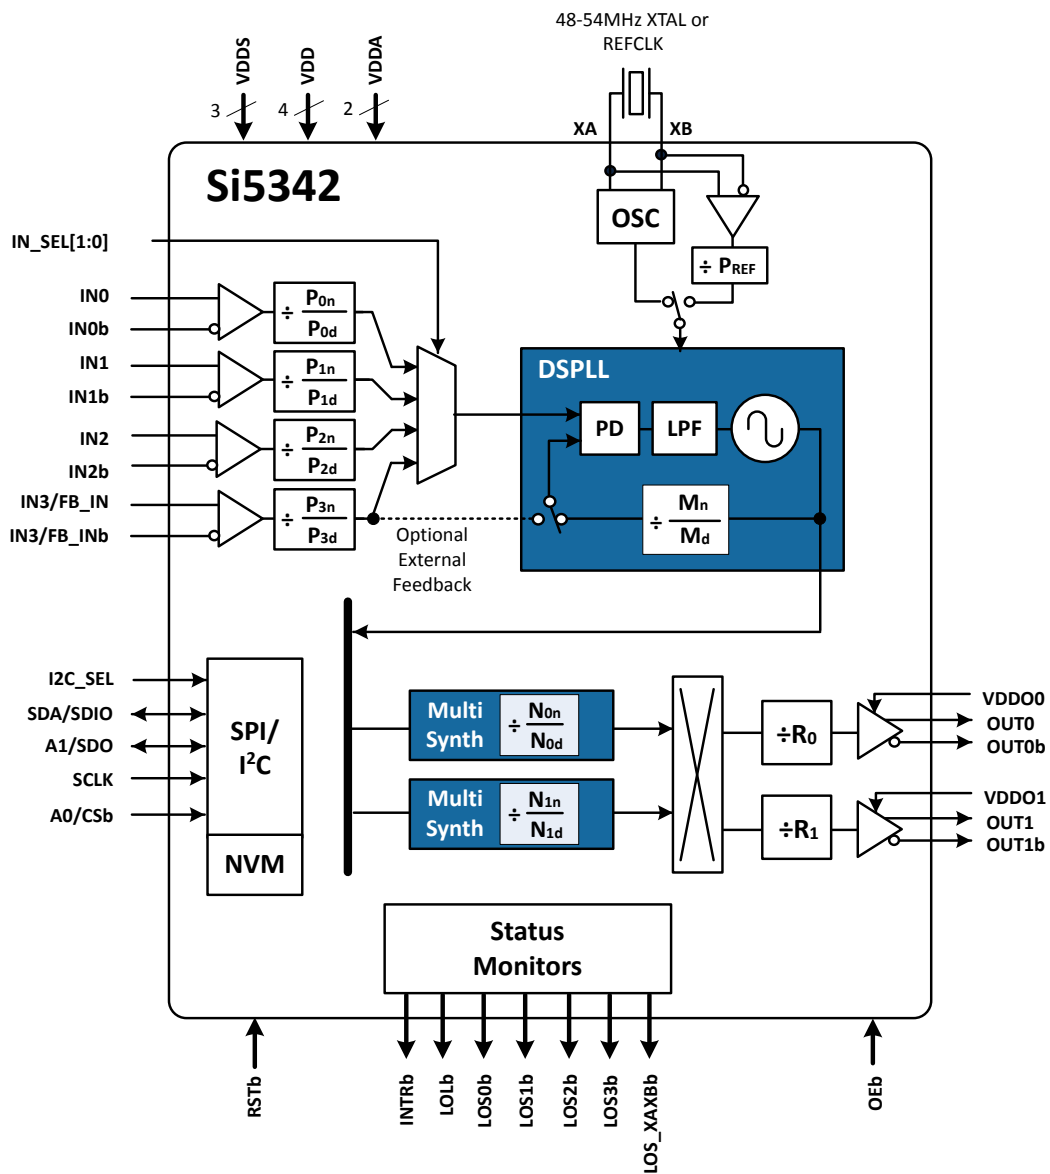 48-54MHz XTAL or
REFCLK
VDDS
VDD
VDDA
3
4
2
XA
XB
Si5342
OSC
÷ PREF
IN_SEL[1:0]
IN0
IN0b
÷ P0n
P0d
IN1
IN1b
÷ P1n
P1d
IN2
IN2b
÷ P2n
P2d
IN3/FB_IN
IN3/FB_INb
÷ P3n
P3d
DSPLL
PD
LPF
÷ Mn
Md
Optional
External
Feedback
I2C_SEL
SDA/SDIO
A1/SDO
SCLK
A0/CSb
SPI/
I²C
NVM
Multi
Synth
÷ N0n
N0d
Multi
Synth
÷ N1n
N1d
÷R0
÷R1
VDDO0
OUT0
OUT0b
VDDO1
OUT1
OUT1b
Status
Monitors
RSTb
INTRb
LOLb
LOS0b
LOS1b
LOS2b
LOS3b
LOS_XAXBb
OEb